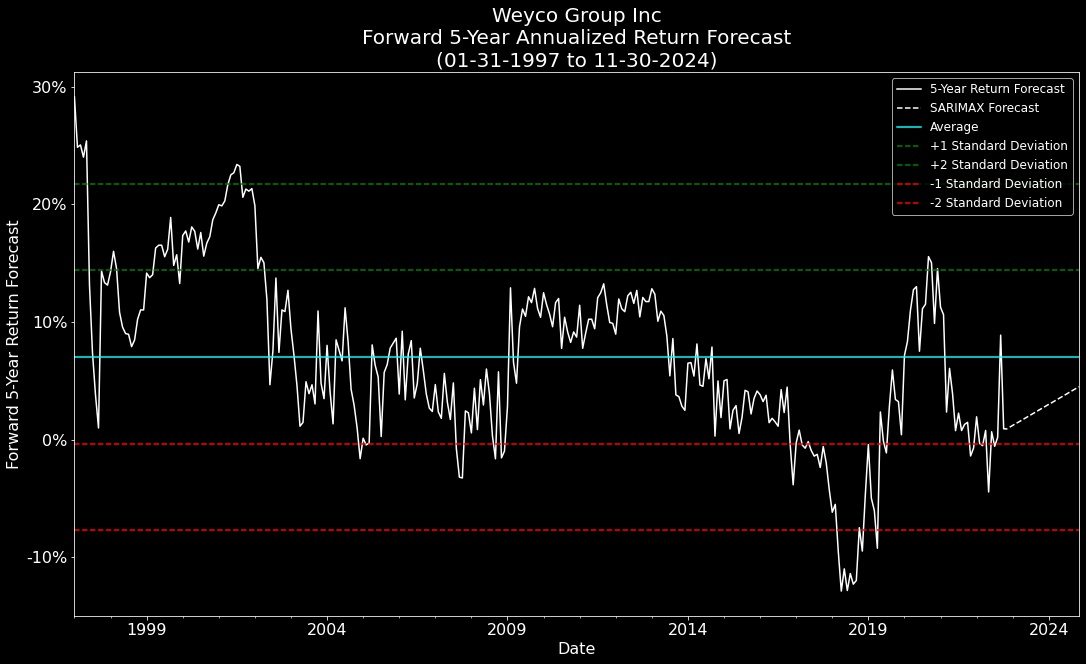 Weyco Group Inc
Forward 5-Year Annualized Return Forecast
(01-31-1997 to 11-30-2024)
5-Year Return Forecast
SARIMAX Forecast
Average
+1 Standard Deviation
+2 Standard Deviation
-1 Standard Deviation
-2 Standard Deviation
Forward 5-Year Return Forecast
30%
20%
10%
0%
-10%
1999
2004
2009
2014
2019
2024
Date